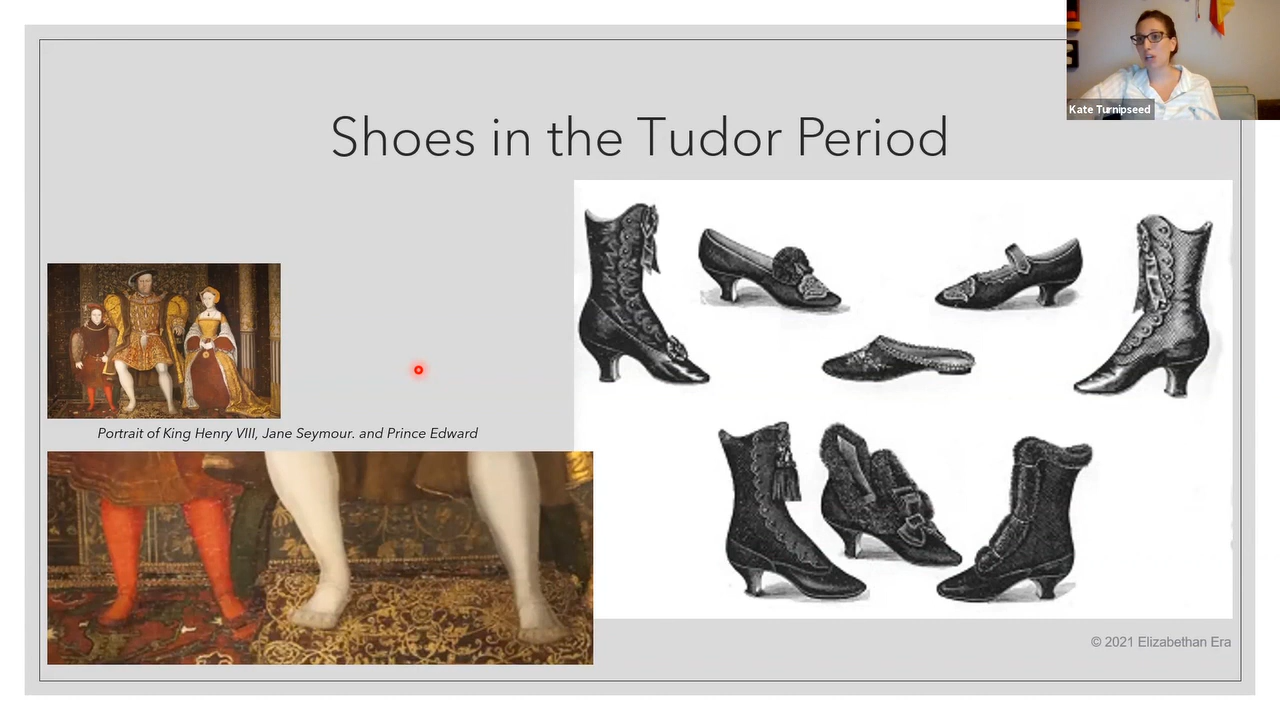 Kate Turnipseed
Shoes in the Tudor Period
Portrait of King Henry VIII, Jane Seymour. and Prince Edward
© 2021 Elizabethan Era